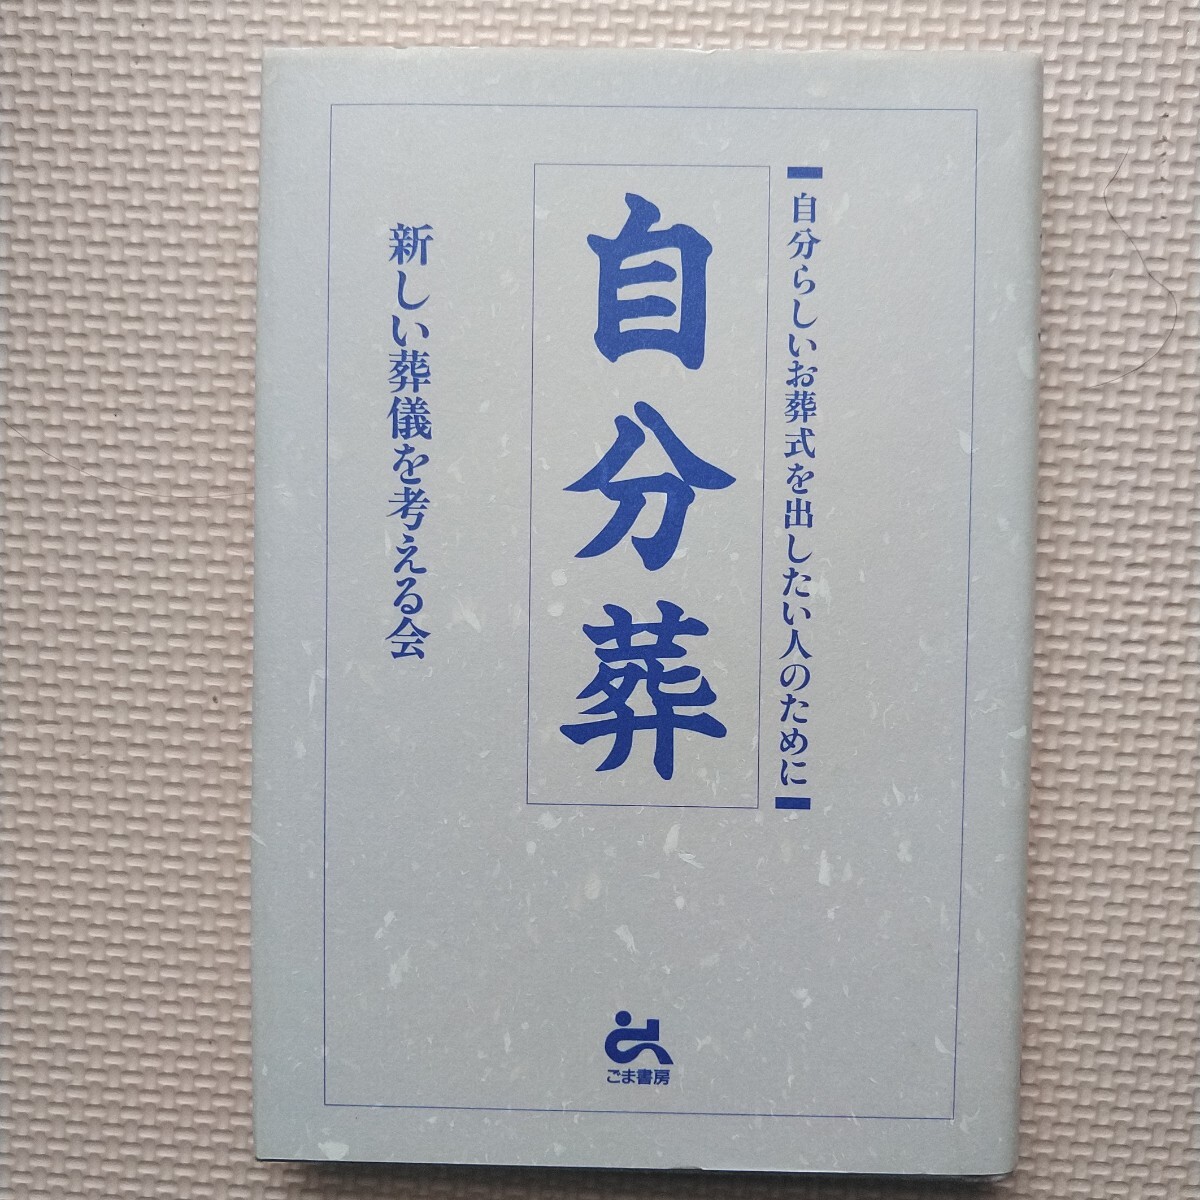 自分らしいお葬式を出したい人のために
自分葬
新しい葬儀を考える会
ごま書房